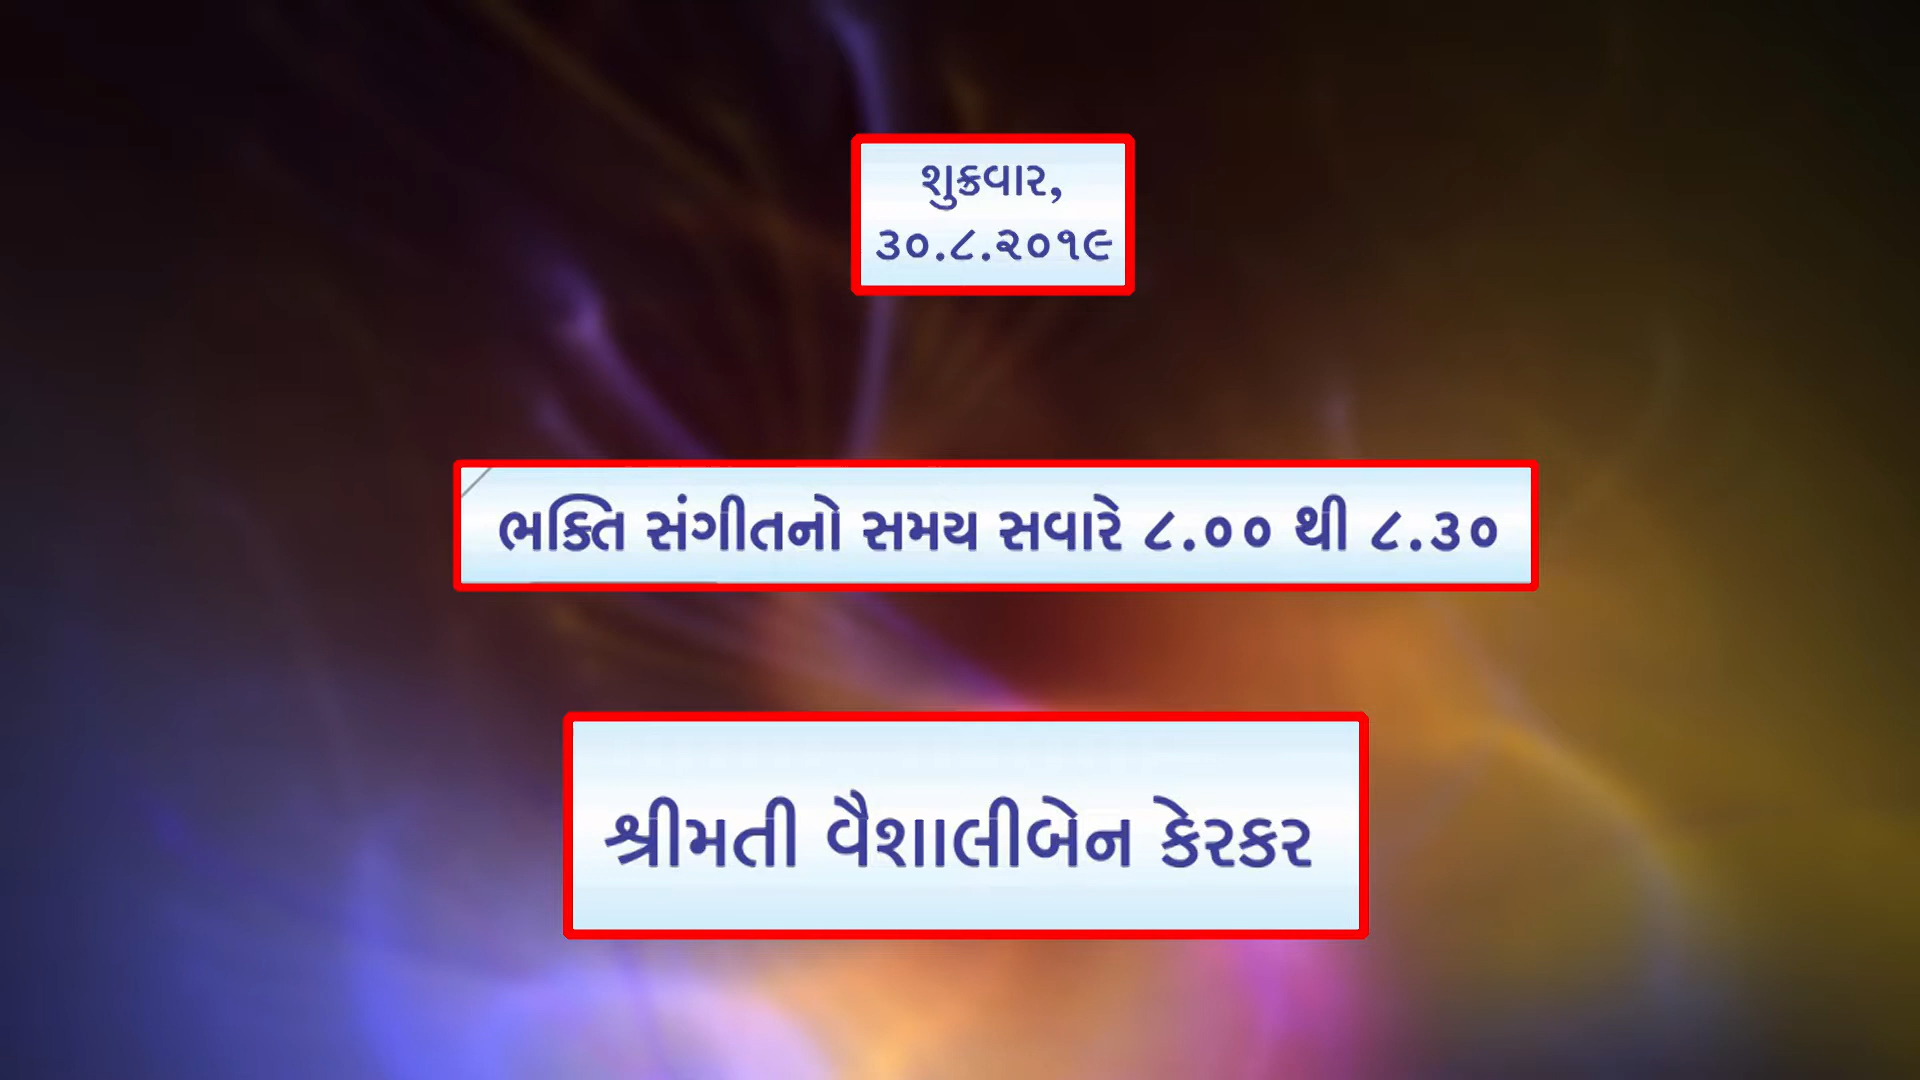 શુક્રવાર,
૩૦.૮.૨૦૧૯
ભક્તિ સંગીતનો સમય સવારે ૮.૦૦ થી ૮.૩૦
શ્રીમતી વૈશાલીબેન કેરકર